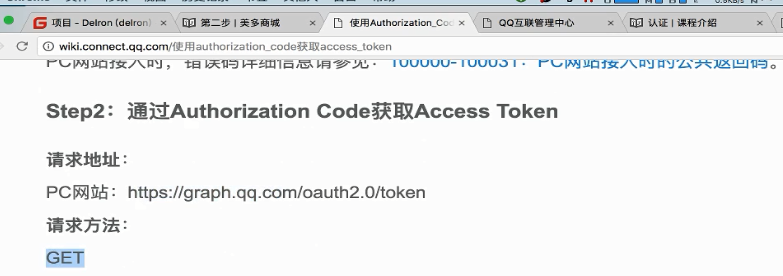 项目 - Delron (delron)
第二步 | 美多商城
使用Authorization_Cod
QQ互联管理中心
认证 | 课程介绍
wiki.connect.qq.com/使用authorization_code获取access_token
PC网站接入时，错误码详细信息请参见：100000-100031：PC网站接入时的公共返回码。
Step2：通过Authorization Code获取Access Token
请求地址：
PC网站：https://graph.qq.com/oauth2.0/token
请求方法：
GET